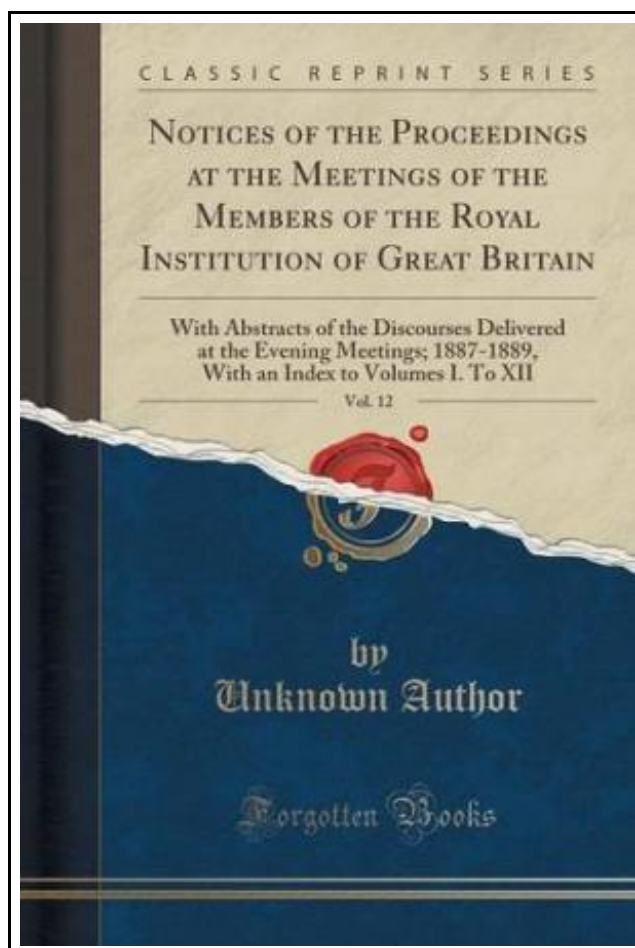 CLASSIC REPRINT SERIES
NOTICES OF THE PROCEEDINGS
AT THE MEETINGS OF THE
MEMBERS OF THE ROYAL
INSTITUTION OF GREAT BRITAIN
With Abstracts of the Discourses Delivered
at the Evening Meetings; 1887-1889,
With an Index to Volumes I. To XII
Vol. 12
by
Unknown Author
Forgotten Books